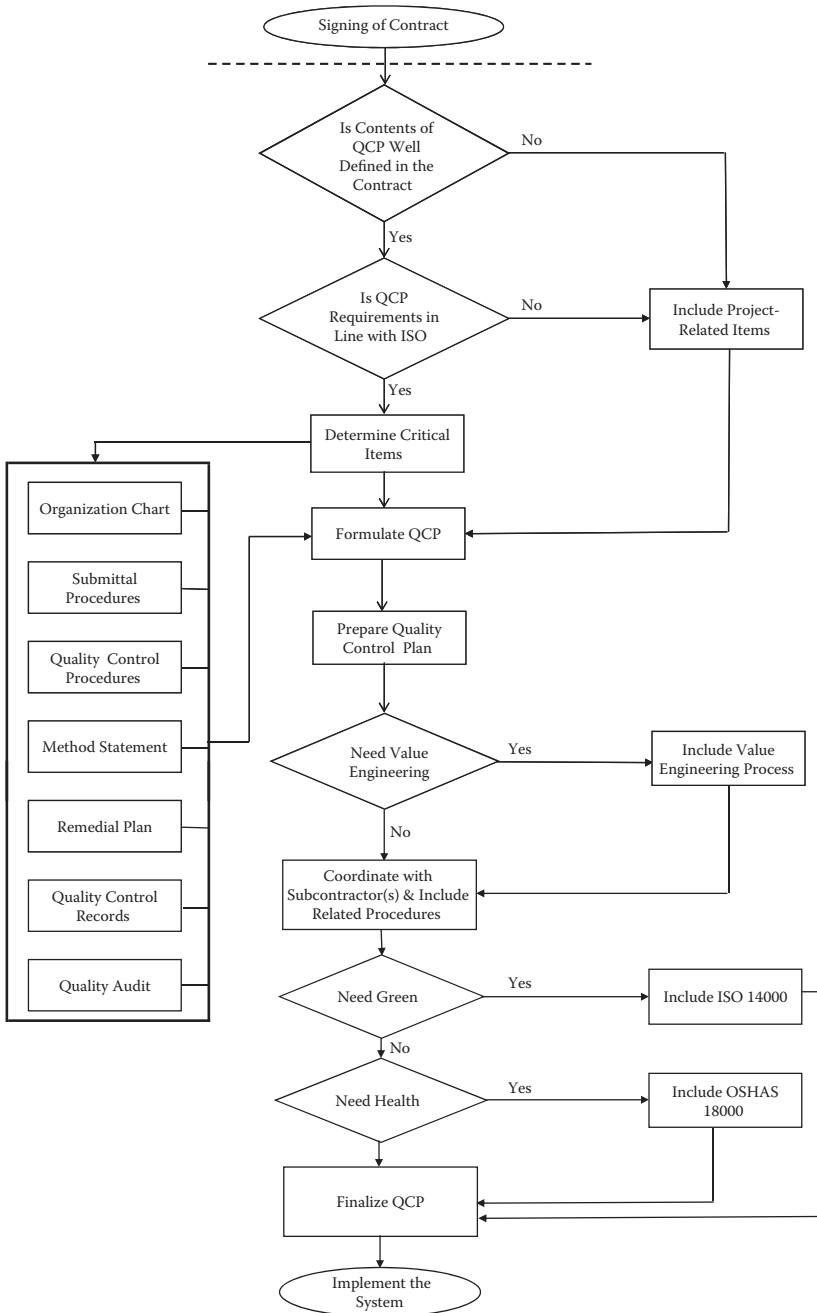 Signing of Contract
Is Contents of
QCP Well
Defined in the
Contract
No
Yes
Is QCP
Requirements in
Line with ISO
No
Include Project-
Related Items
Yes
Determine Critical
Items
Organization Chart
Formulate QCP
Submittal
Procedures
Prepare Quality
Control Plan
Quality Control
Procedures
Method Statement
Need Value
Engineering
Yes
Include Value
Engineering Process
Remedial Plan
No
Coordinate with
Subcontractor(s) & Include
Related Procedures
Quality Control
Records
Quality Audit
Need Green
Yes
Include ISO 14000
No
Need Health
Yes
Include OSHAS
18000
Finalize QCP
Implement the
System